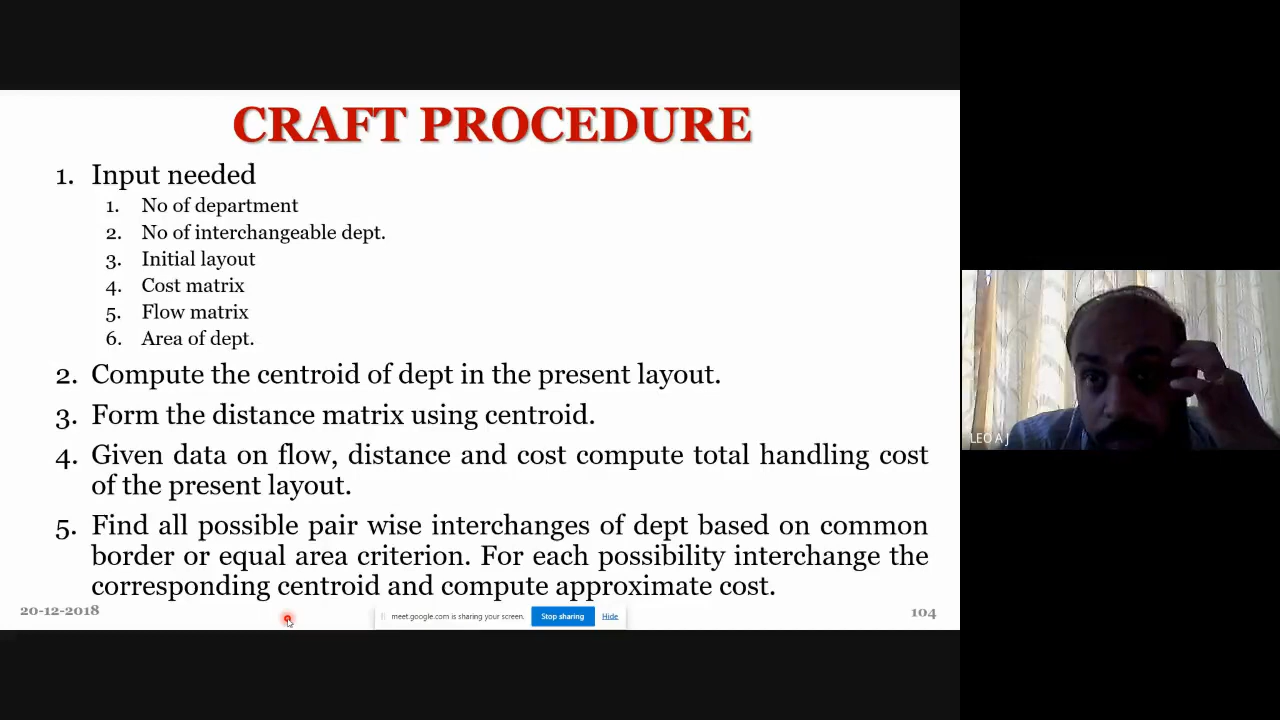 CRAFT PROCEDURE
1. Input needed
1. No of department
2. No of interchangeable dept.
3. Initial layout
4. Cost matrix
5. Flow matrix
6. Area of dept.
2. Compute the centroid of dept in the present layout.
3. Form the distance matrix using centroid.
4. Given data on flow, distance and cost compute total handling cost
of the present layout.
5. Find all possible pair wise interchanges of dept based on common
border or equal area criterion. For each possibility interchange the
corresponding centroid and compute approximate cost.
20-12-2018
meet.google.com is sharing your screen.
Stop sharing
Hide
104
LEO A J